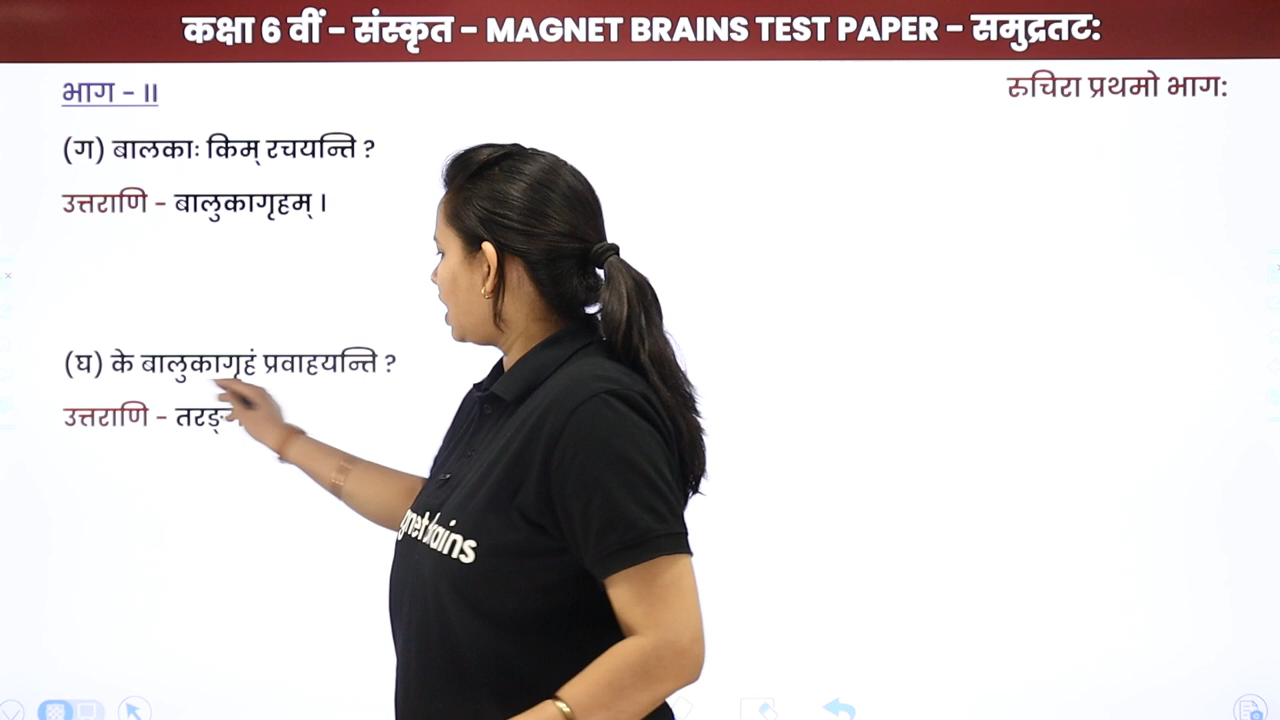 कक्षा 6 वीं - संस्कृत - MAGNET BRAINS TEST PAPER - समुद्रतट:
भाग - II
रुचिरा प्रथमो भाग:
(ग) बालकाः किम् रचयन्ति ?
उत्तराणि - बालुकागृहम् ।
(घ) के बालुकागृहं प्रवाहयन्ति ?
उत्तराणि -